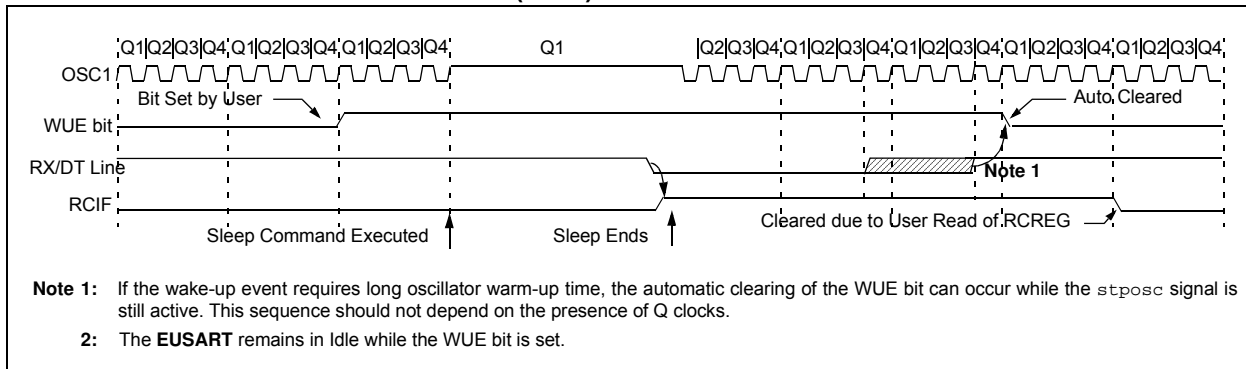 Q1|Q2|Q3|Q4 Q1|Q2|Q3|Q4 Q1|Q2|Q3|Q4 Q1 |Q2|Q3|Q4 Q1|Q2|Q3|Q4 Q1|Q2|Q3|Q4 Q1|Q2|Q3|Q4 Q1|Q2|Q3|Q4
OSC1
Bit Set by User
Auto Cleared
WUE bit
RX/DT Line
Note 1
RCIF
Cleared due to User Read of RCREG
Sleep Command Executed
Sleep Ends
Note 1: If the wake-up event requires long oscillator warm-up time, the automatic clearing of the WUE bit can occur while the stposc signal is
still active. This sequence should not depend on the presence of Q clocks.
2: The EUSART remains in Idle while the WUE bit is set.